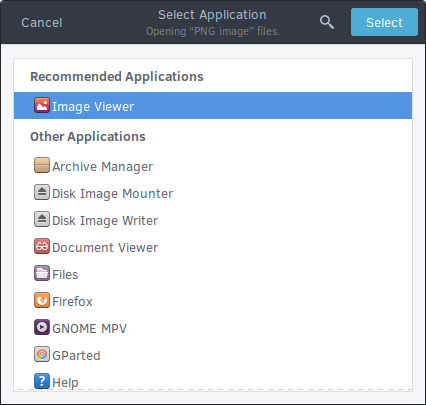 Cancel
Select Application
Opening “PNG image” files.
Select
Recommended Applications
Image Viewer
Other Applications
Archive Manager
Disk Image Mounter
Disk Image Writer
Document Viewer
Files
Firefox
GNOME MPV
GParted
Help